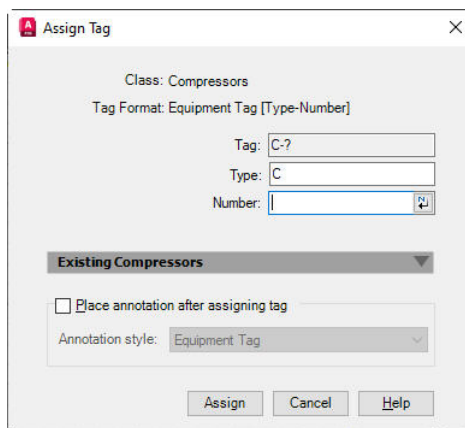 Assign Tag
Class: Compressors
Tag Format: Equipment Tag [Type-Number]
Tag: C-?
Type: C
Number:
Existing Compressors
Place annotation after assigning tag
Annotation style: Equipment Tag
Assign Cancel Help